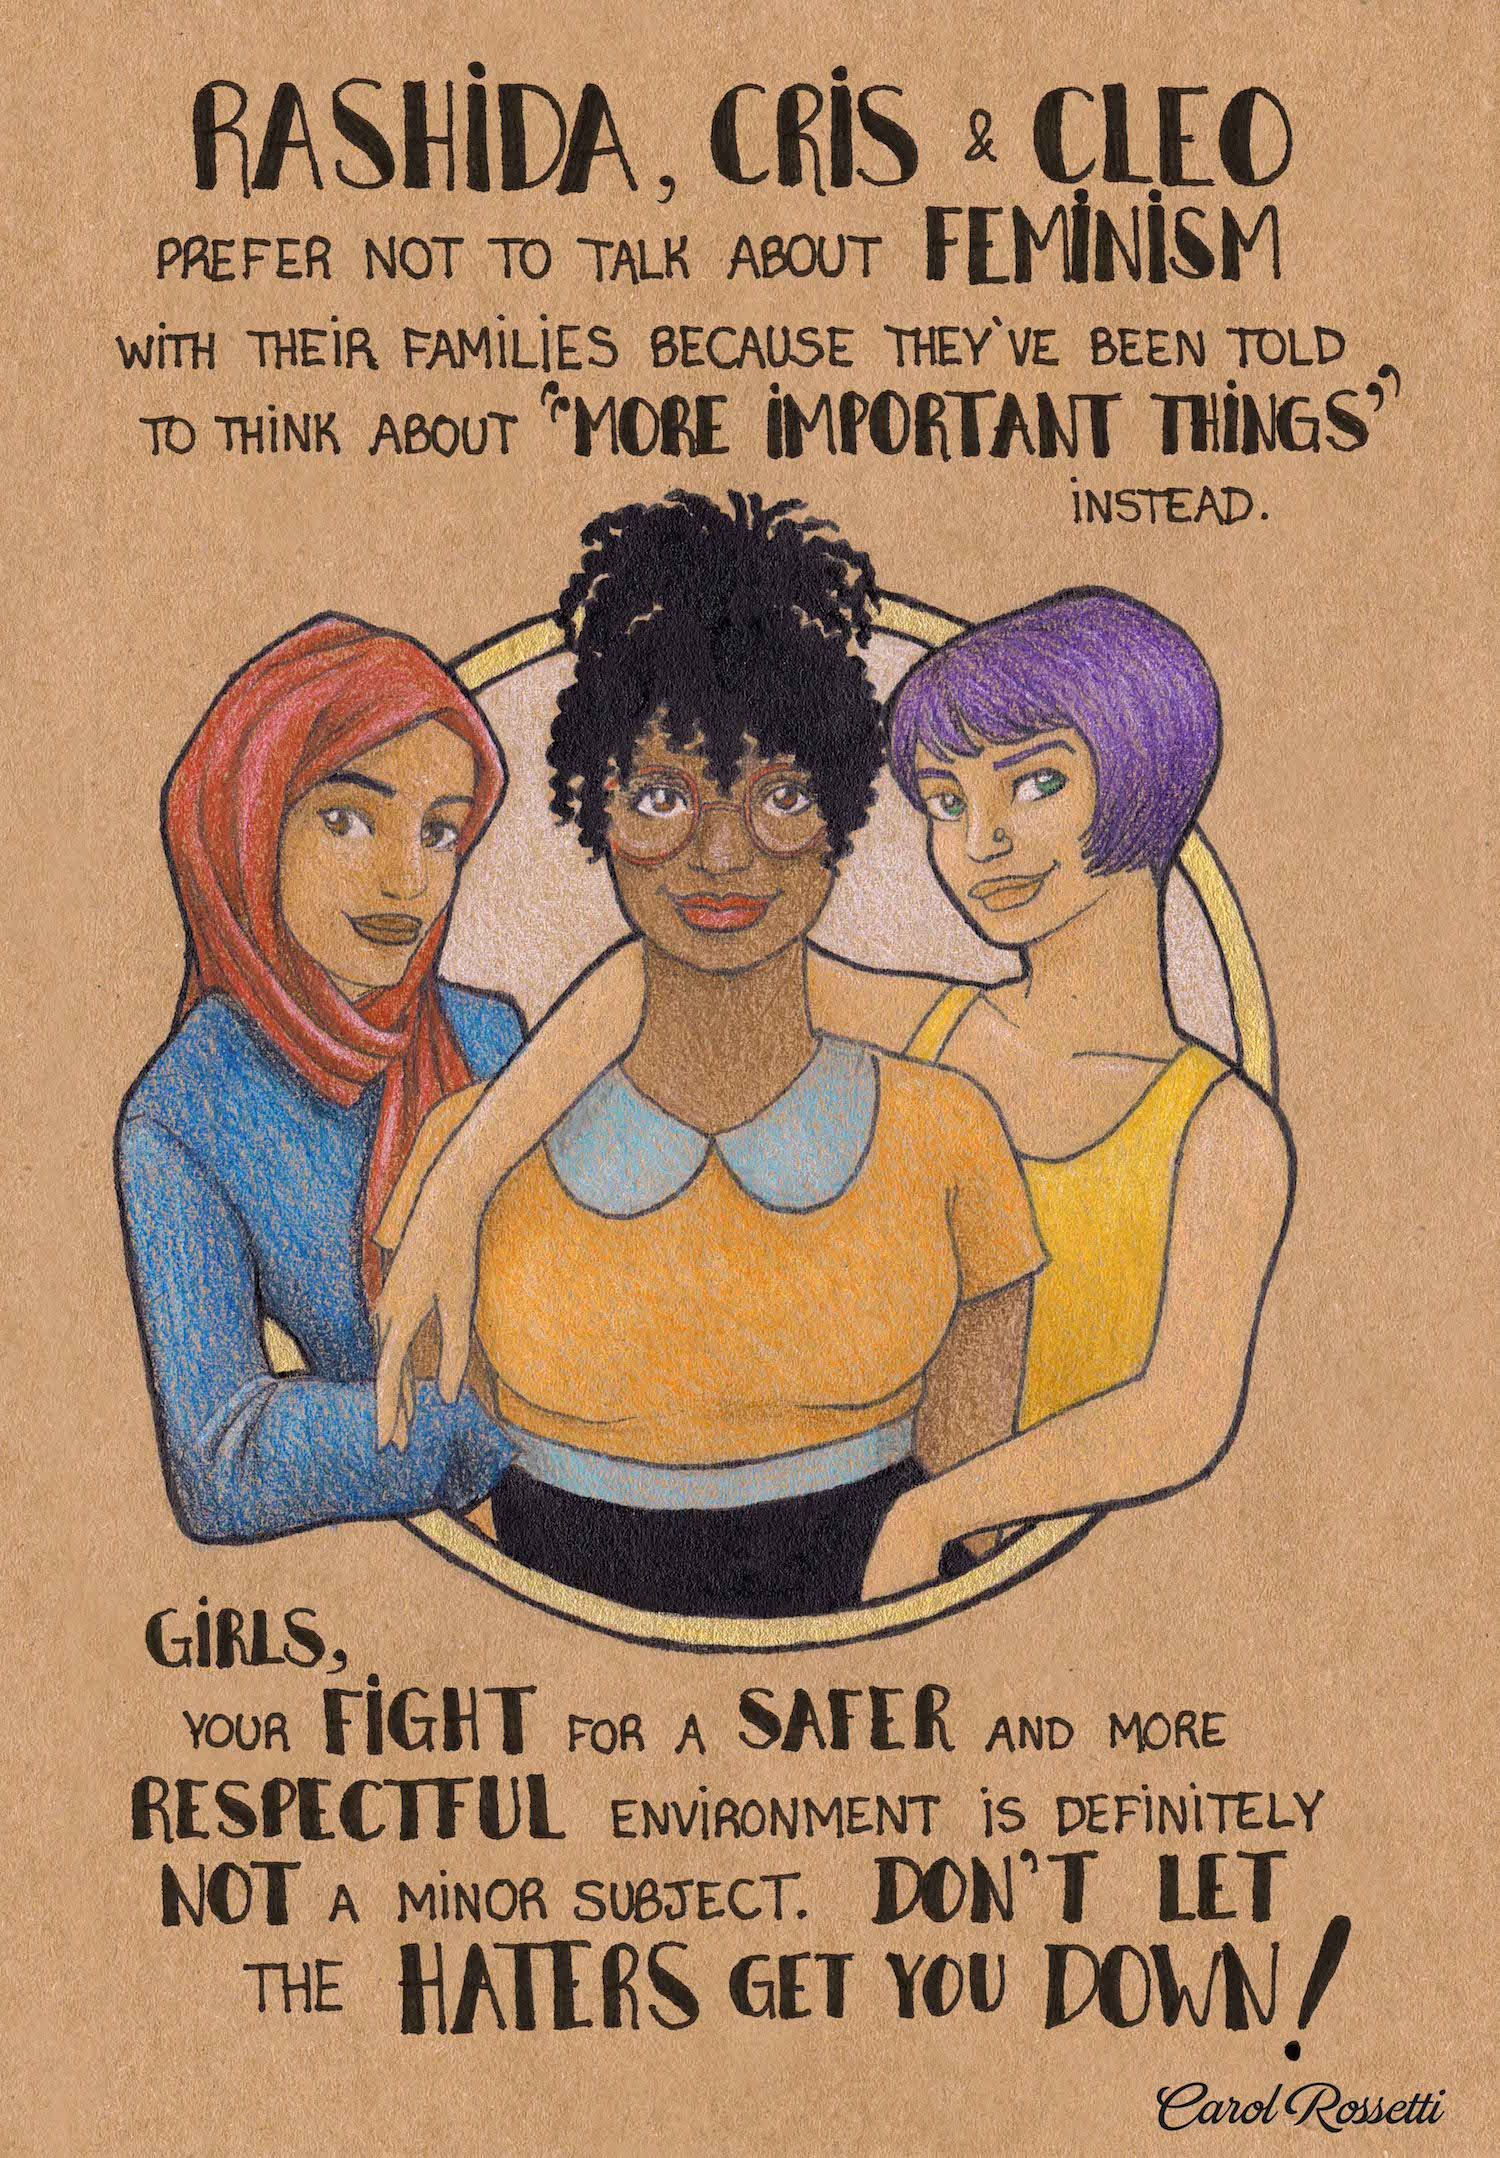 RASHIDA, CRIS & CLEO
PREFER NOT TO TALK ABOUT FEMINISM
WITH THEIR FAMILIES BECAUSE THEY`VE BEEN TOLD
TO THINK ABOUT "MORE IMPORTANT THINGS"
INSTEAD.
GIRLS,
YOUR FIGHT FOR A SAFER AND MORE
RESPECTFUL ENVIRONMENT IS DEFINITELY
NOT A MINOR SUBJECT. DON'T LET
THE HATERS GET YOU DOWN!
Carol Rossetti